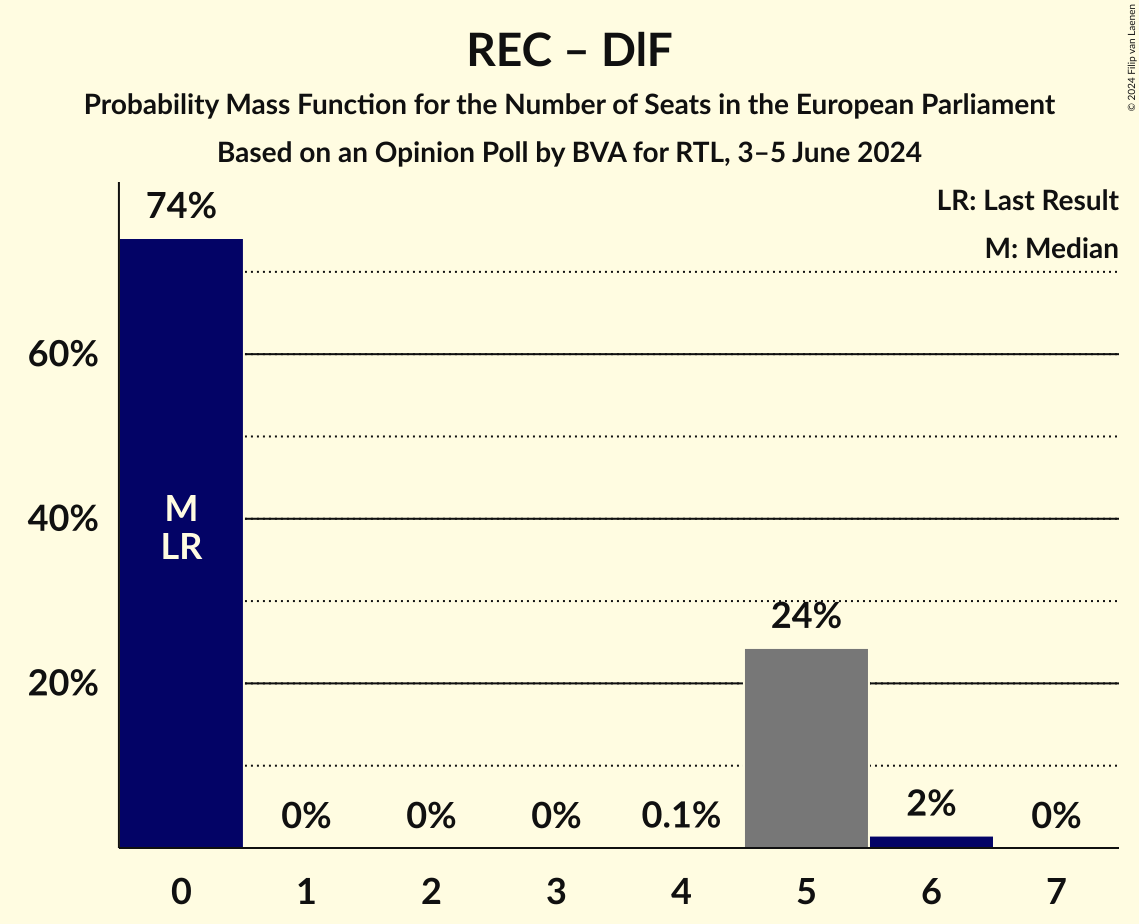 REC – DlF
Probability Mass Function for the Number of Seats in the European Parliament
Based on an Opinion Poll by BVA for RTL, 3–5 June 2024
© 2024 Filip van Laenen
LR: Last Result
M: Median
74%
60%
40%
20%
M
LR
0%
0%
0%
0.1%
24%
2%
0%
0
1
2
3
4
5
6
7